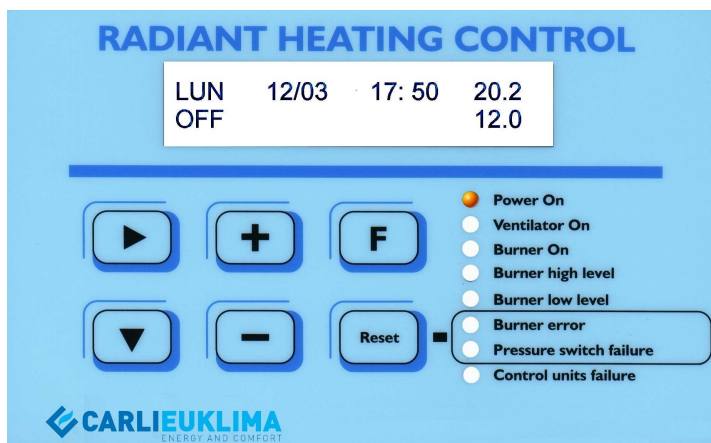 RADIANT HEATING CONTROL
LUN 12/03 17:50 20.2
OFF 12.0
+ F
- Reset
Power On
Ventilator On
Burner On
Burner high level
Burner low level
Burner error
Pressure switch failure
Control units failure
CARLIEUKLIMA
ENERGY AND COMFORT